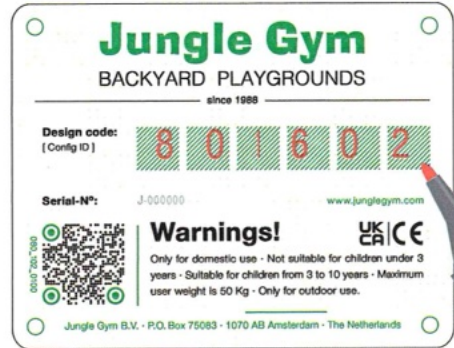 Jungle Gym
BACKYARD PLAYGROUNDS
since 1988
Design code: 8 0 1 6 0 2
[ Config ID ]
Serial-Nº: J-000000 www.junglegym.com
Warnings! UK CA CE
Only for domestic use · Not suitable for children under 3
years · Suitable for children from 3 to 10 years · Maximum
user weight is 50 Kg · Only for outdoor use.
Jungle Gym B.V. · P.O. Box 75083 · 1070 AB Amsterdam · The Netherlands